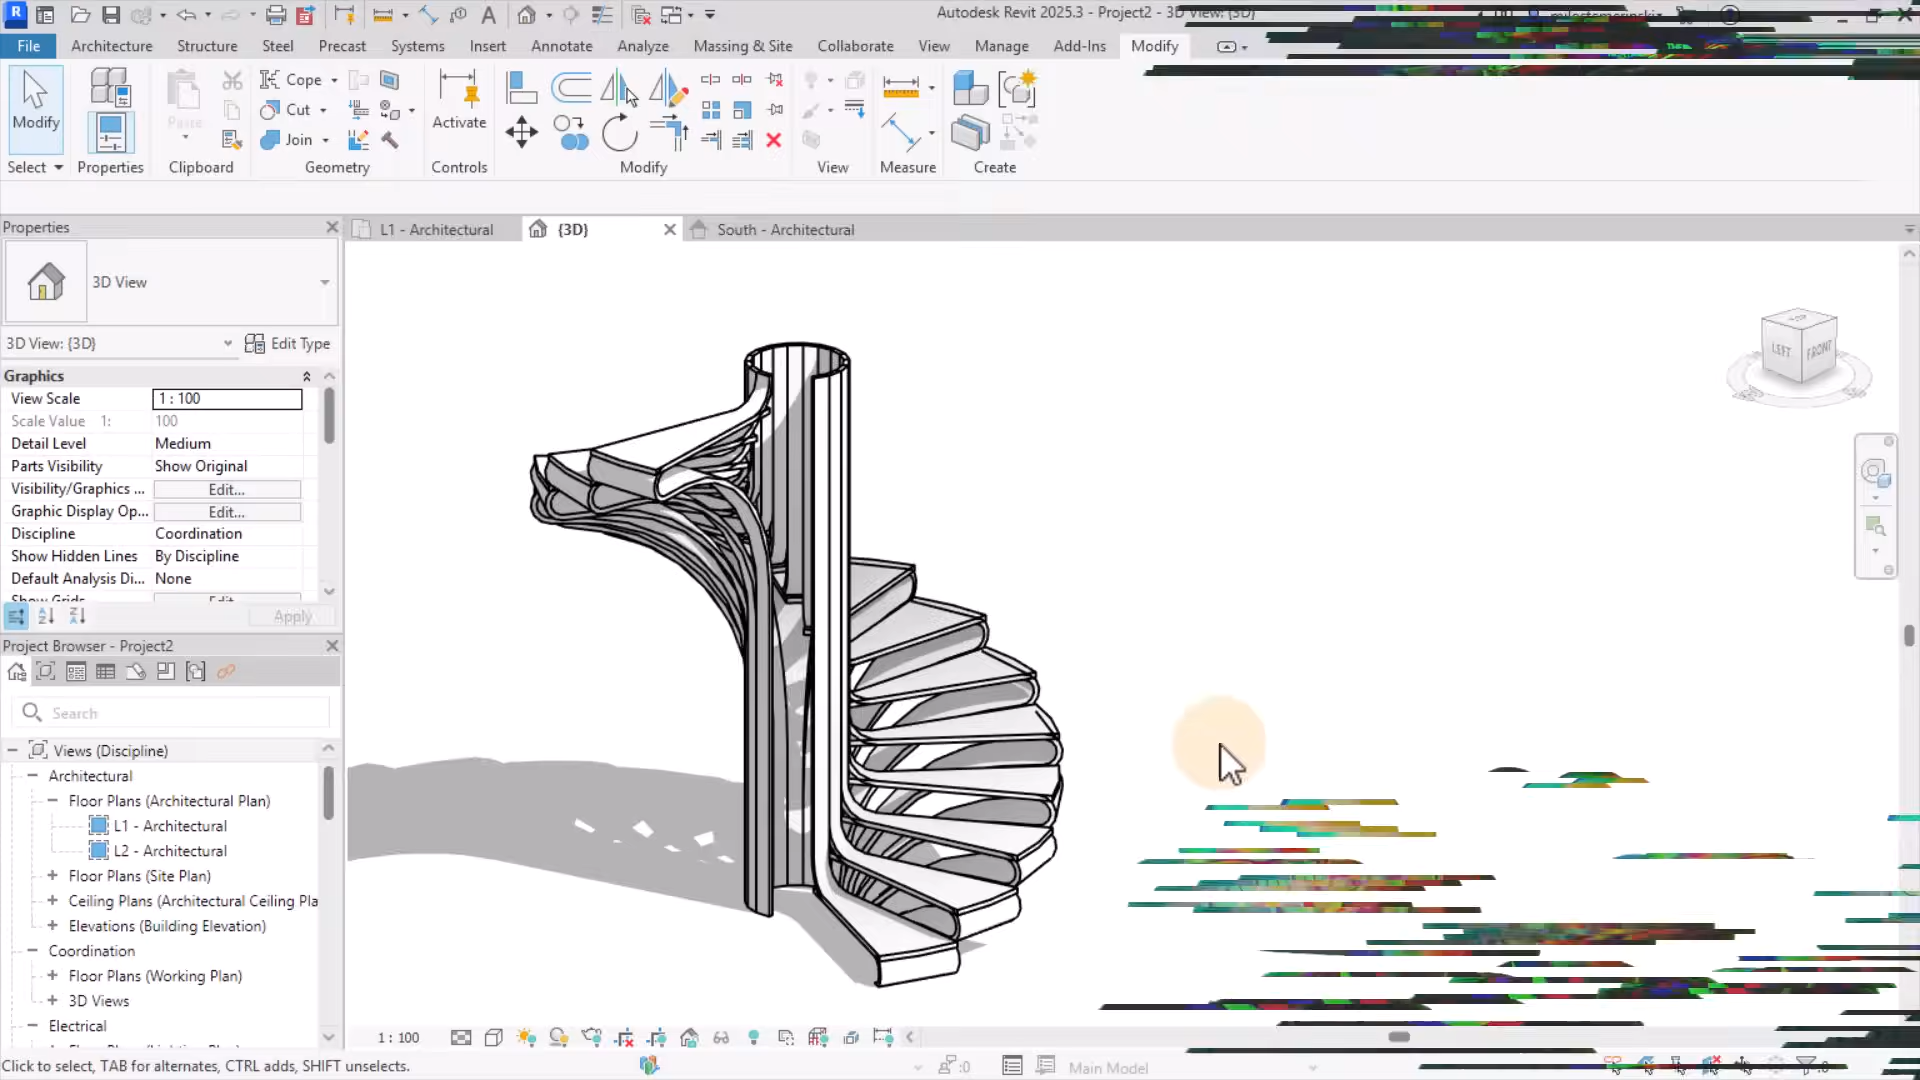 Autodesk Revit 2025.3 - Project2 - 3D View: {3D}
File Architecture Structure Steel Precast Systems Insert Annotate Analyze Massing & Site Collaborate View Manage Add-Ins Modify
Modify
Paste
Cope
Cut
Join
Activate
Select Properties Clipboard Geometry Controls Modify View Measure Create
Properties
L1 - Architectural {3D} South - Architectural
3D View
3D View: {3D} Edit Type
Graphics
View Scale 1 : 100
Scale Value 1: 100
Detail Level Medium
Parts Visibility Show Original
Visibility/Graphics ... Edit...
Graphic Display Op... Edit...
Discipline Coordination
Show Hidden Lines By Discipline
Default Analysis Di... None
Show Grids Edit...
Apply
LEFT FRONT
Project Browser - Project2
Search
Views (Discipline)
Architectural
Floor Plans (Architectural Plan)
L1 - Architectural
L2 - Architectural
Floor Plans (Site Plan)
Ceiling Plans (Architectural Ceiling Pla
Elevations (Building Elevation)
Coordination
Floor Plans (Working Plan)
3D Views
Electrical
1 : 100
Click to select, TAB for alternates, CTRL adds, SHIFT unselects.
:0
Main Model